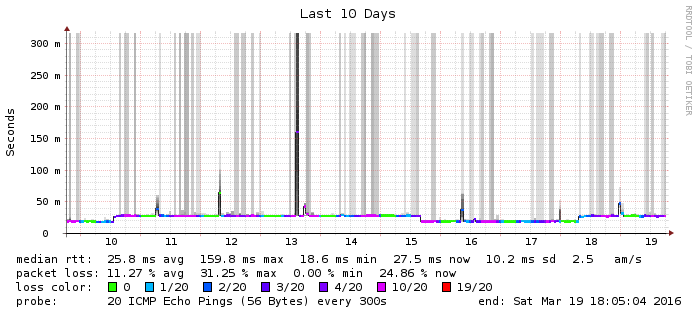 Last 10 Days
RRDTOOL / TOBI OETIKER
Seconds
300 m
250 m
200 m
150 m
100 m
50 m
0
10 11 12 13 14 15 16 17 18 19
median rtt: 25.8 ms avg 159.8 ms max 18.6 ms min 27.5 ms now 10.2 ms sd 2.5 am/s
packet loss: 11.27 % avg 31.25 % max 0.00 % min 24.86 % now
loss color: 0 1/20 2/20 3/20 4/20 10/20 19/20
probe: 20 ICMP Echo Pings (56 Bytes) every 300s end: Sat Mar 19 18:05:04 2016